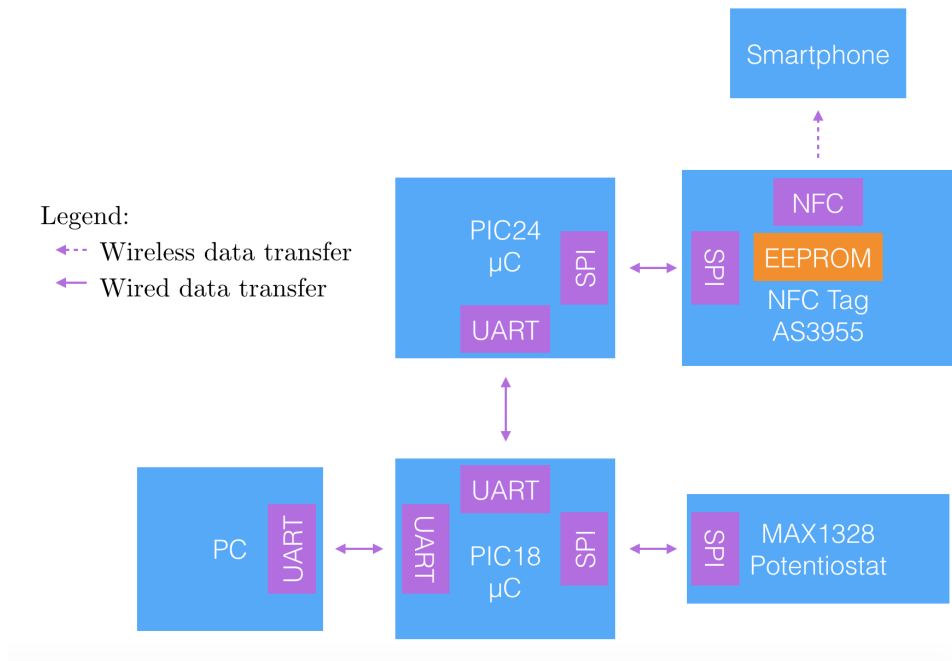 Smartphone
NFC
EEPROM
SPI
NFC Tag
AS3955
PIC24
µC
SPI
UART
Legend:
Wireless data transfer
Wired data transfer
UART
UART
PIC18
µC
SPI
PC
UART
SPI
MAX1328
Potentiostat